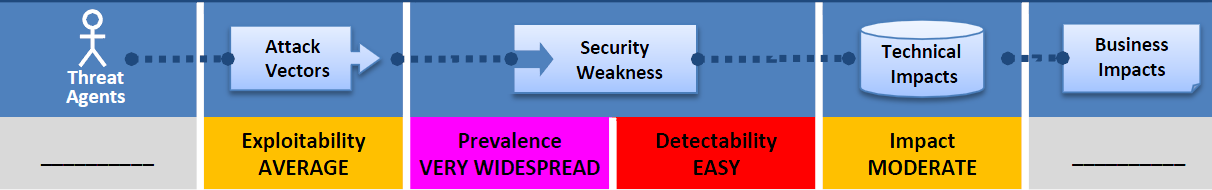 Threat
Agents
Attack
Vectors
Security
Weakness
Technical
Impacts
Business
Impacts
__________
Exploitability
AVERAGE
Prevalence
VERY WIDESPREAD
Detectability
EASY
Impact
MODERATE
__________